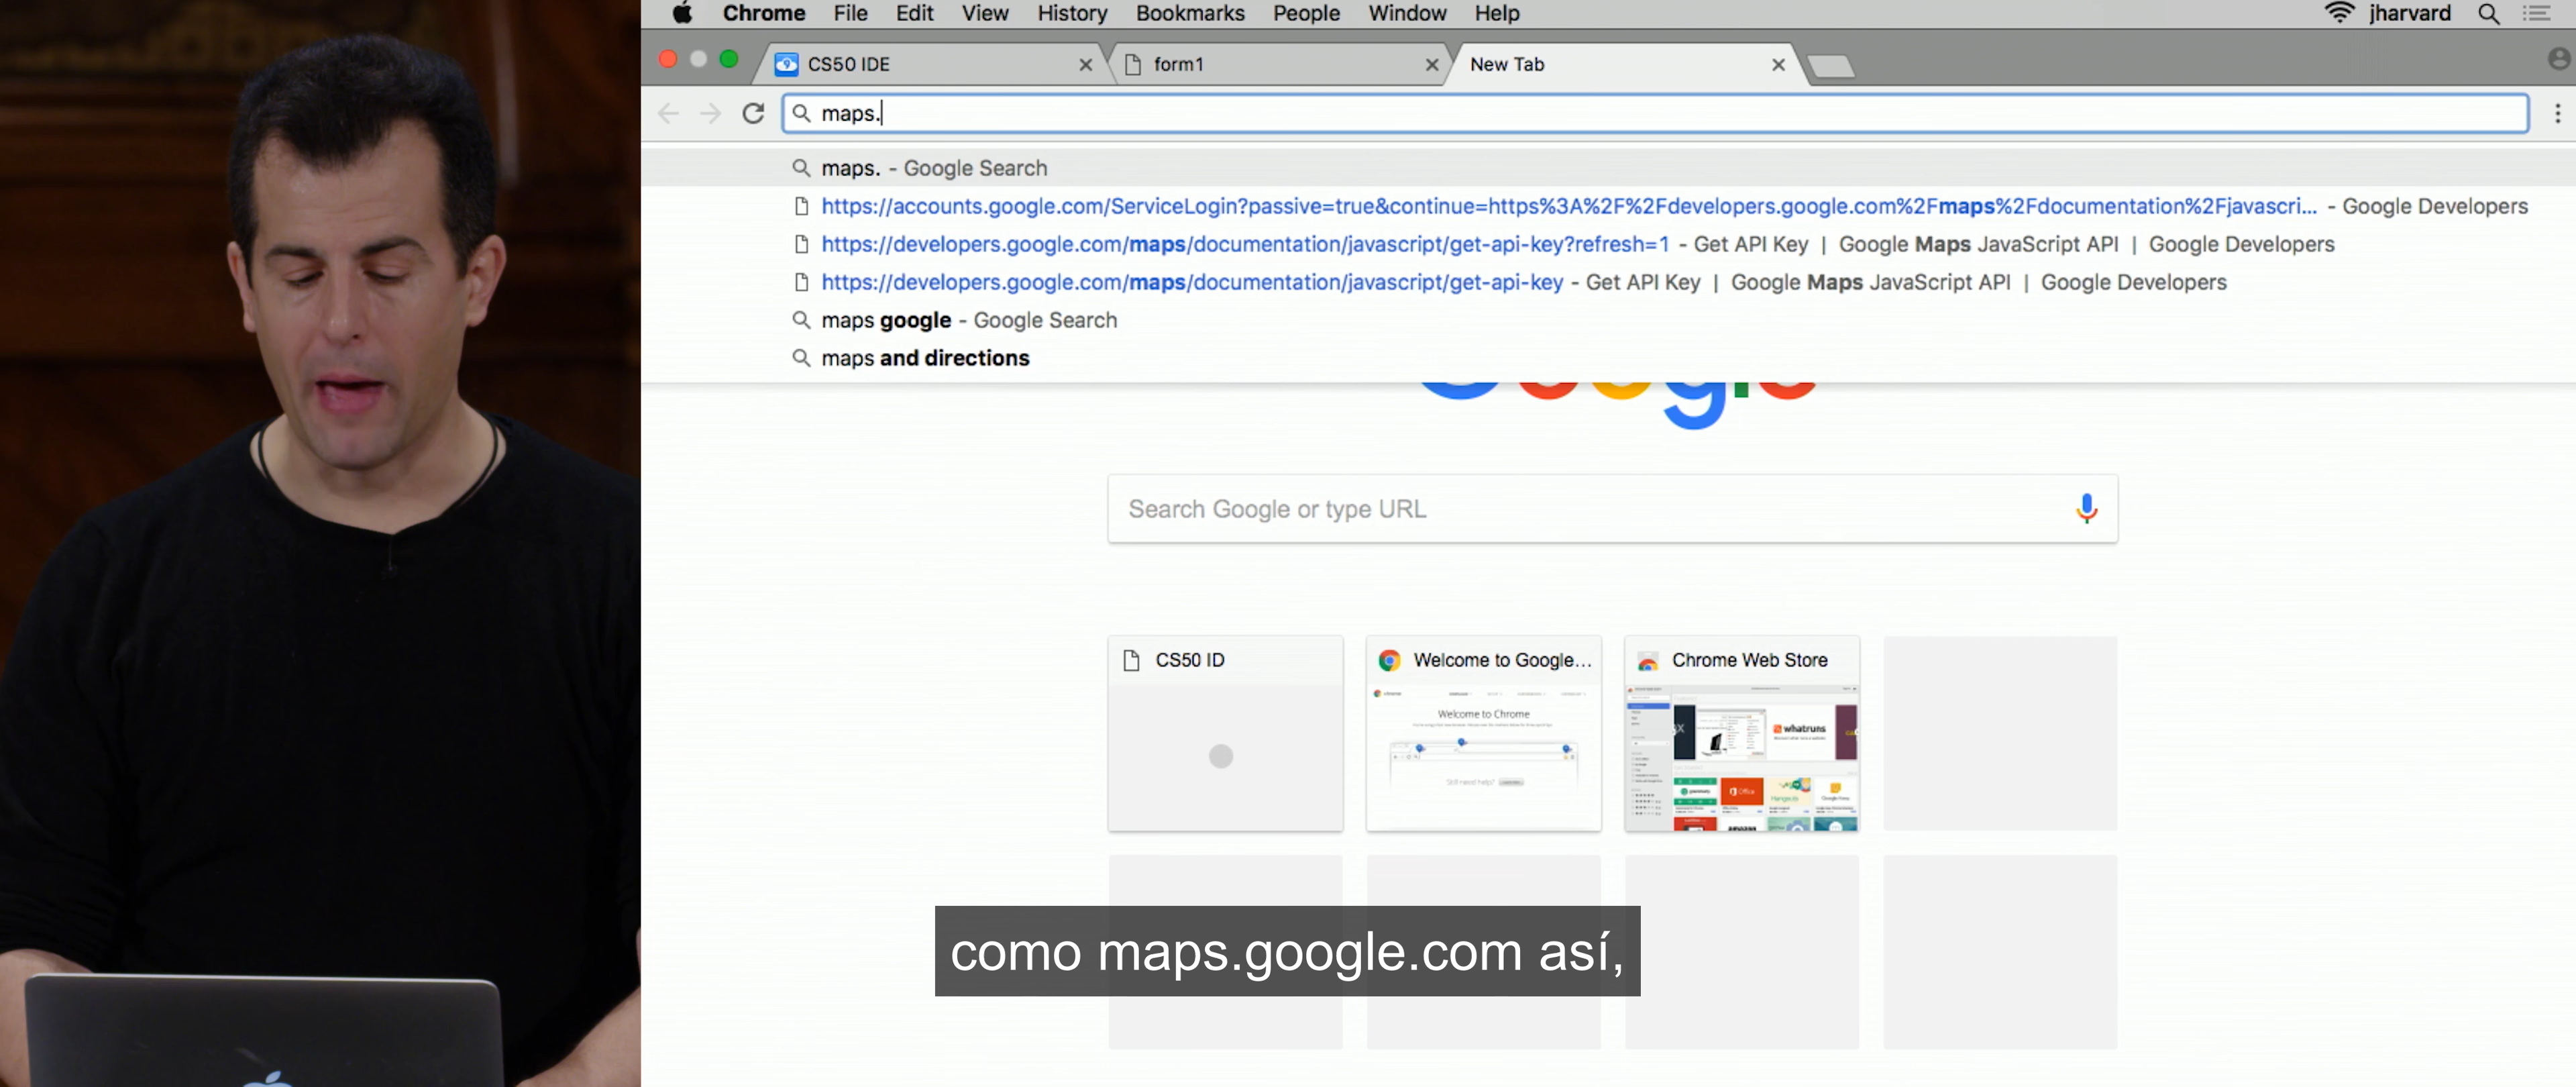 Chrome File Edit View History Bookmarks People Window Help jharvard
CS50 IDE form1 New Tab
maps.
maps. - Google Search
https://accounts.google.com/ServiceLogin?passive=true&continue=https%3A%2F%2Fdevelopers.google.com%2Fmaps%2Fdocumentation%2Fjavascri... - Google Developers
https://developers.google.com/maps/documentation/javascript/get-api-key?refresh=1 - Get API Key | Google Maps JavaScript API | Google Developers
https://developers.google.com/maps/documentation/javascript/get-api-key - Get API Key | Google Maps JavaScript API | Google Developers
maps google - Google Search
maps and directions
Search Google or type URL
CS50 ID Welcome to Google... Chrome Web Store
Welcome to Chrome
whatruns
Office
Still need help?
como maps.google.com así,